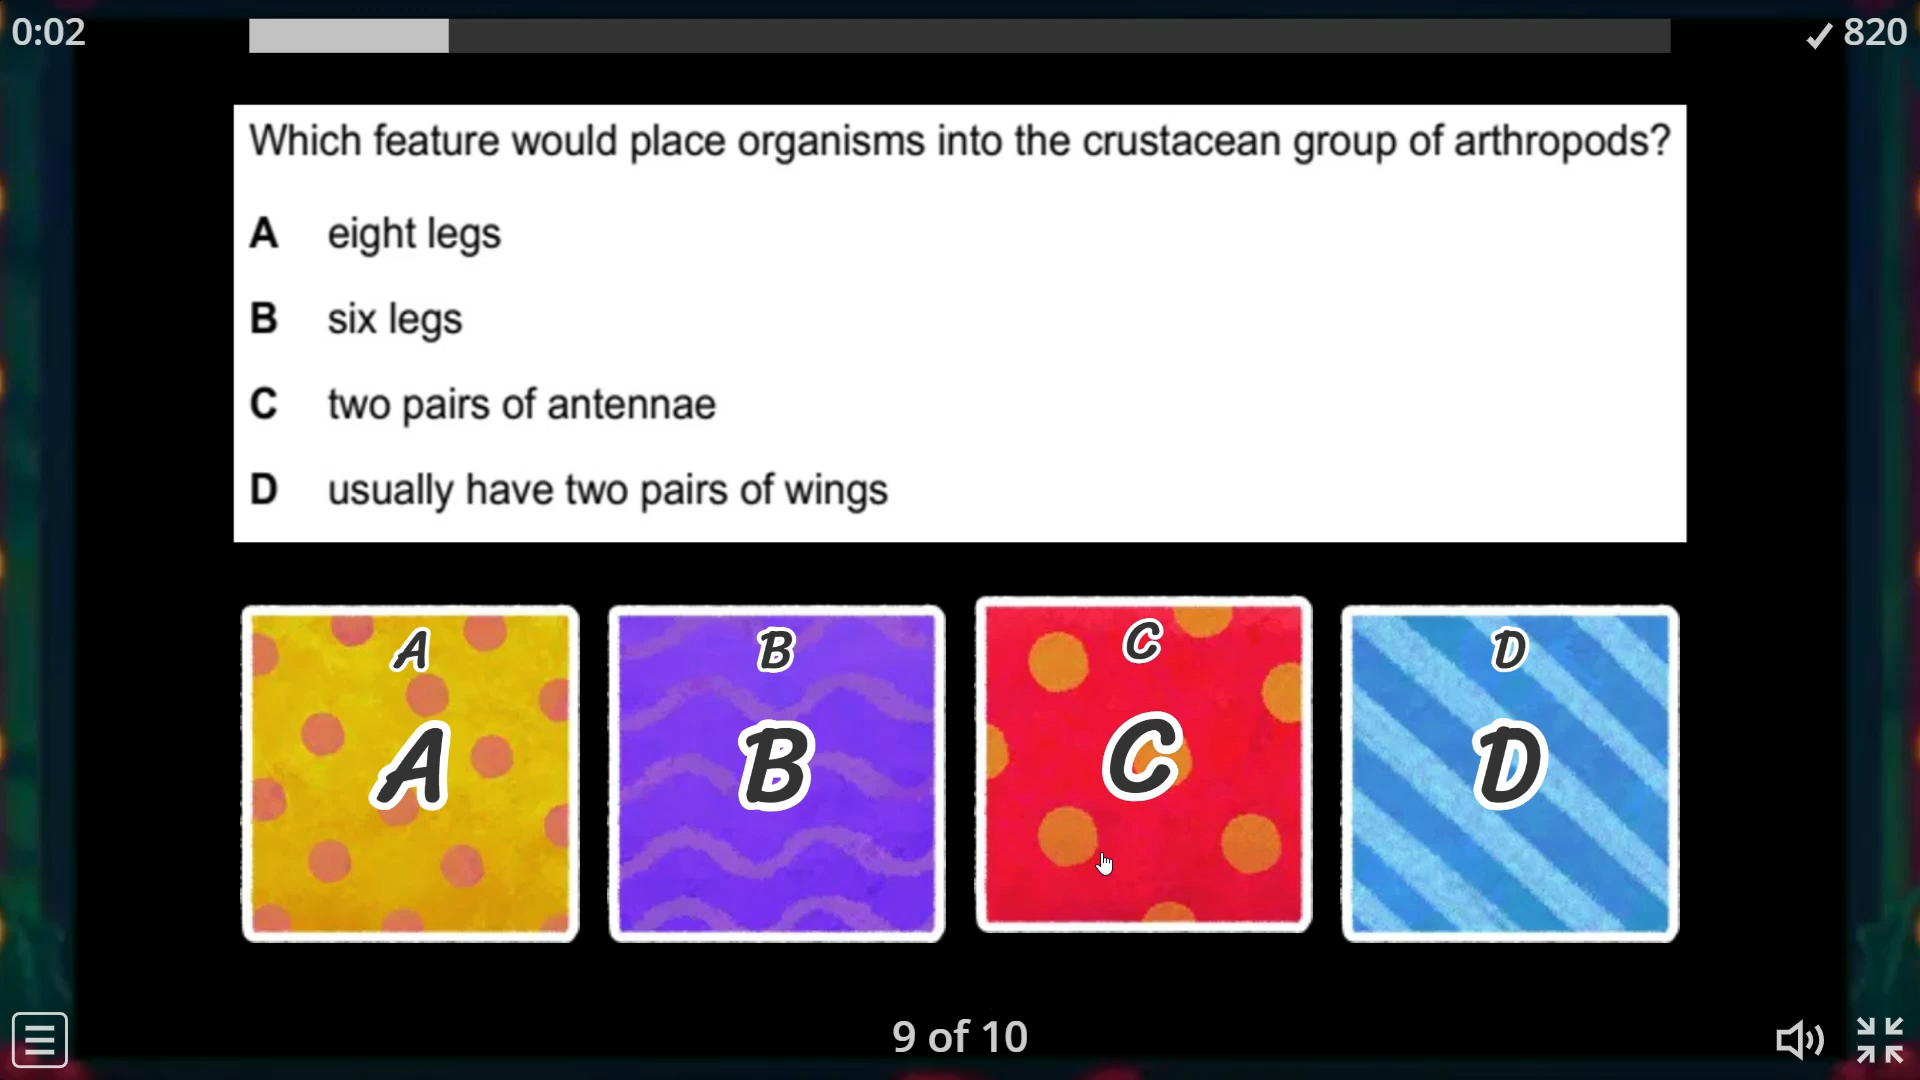 0:02
820
Which feature would place organisms into the crustacean group of arthropods?
A eight legs
B six legs
C two pairs of antennae
D usually have two pairs of wings
A
B
C
D
A
B
C
D
9 of 10